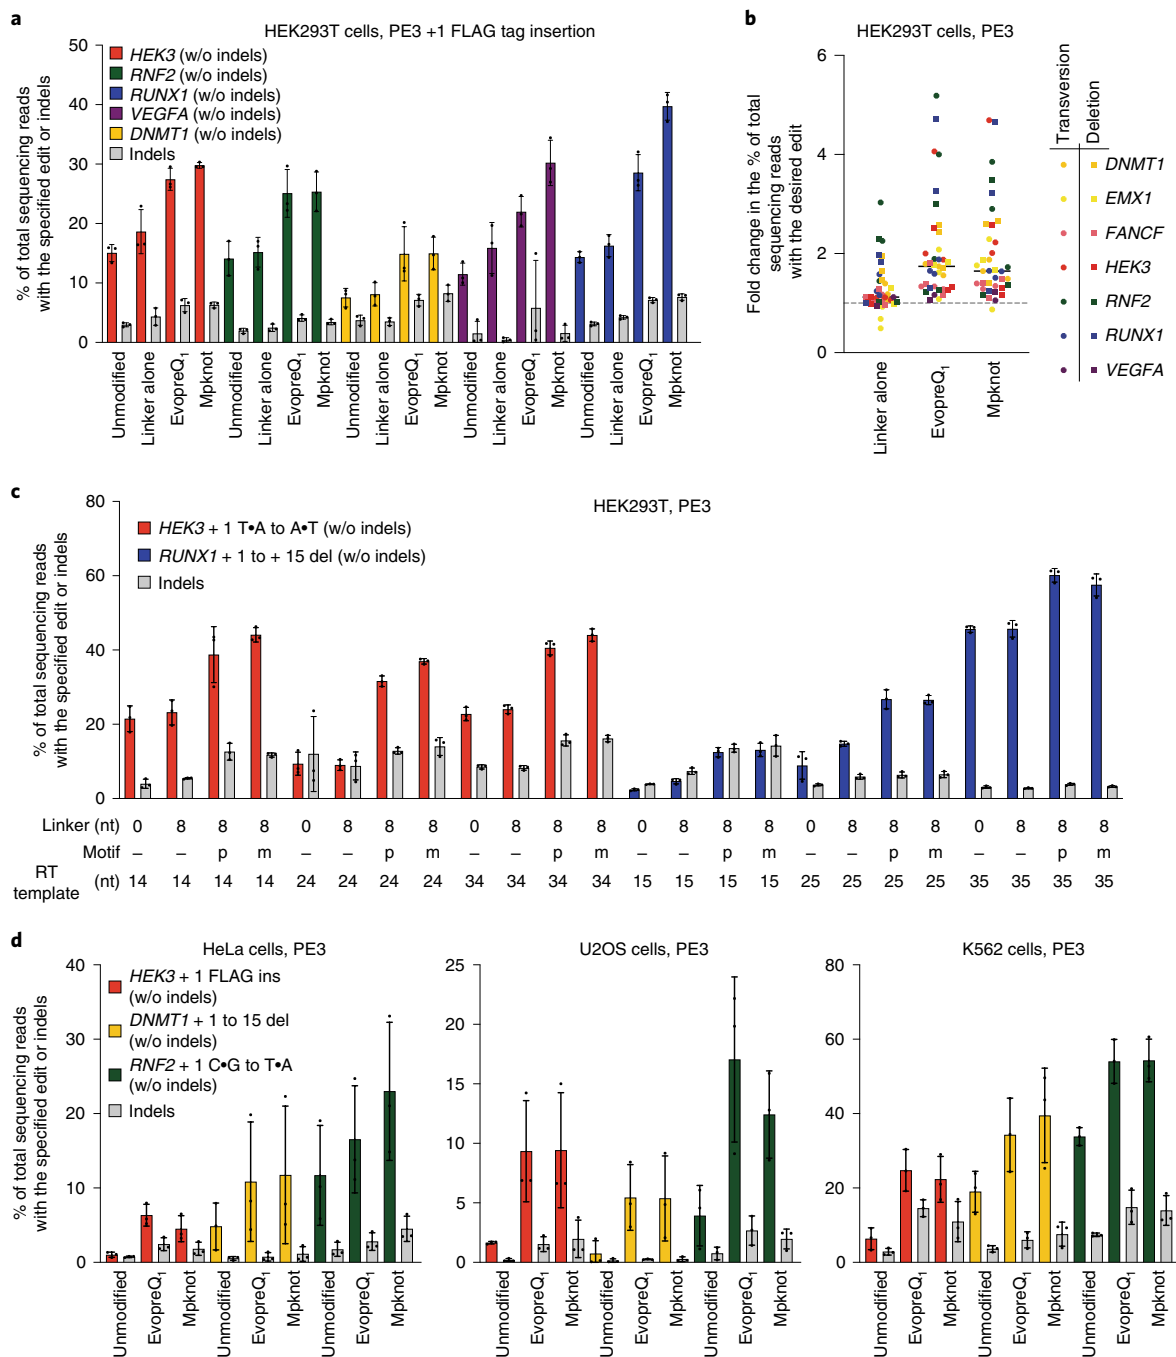 a
HEK293T cells, PE3 +1 FLAG tag insertion
% of total sequencing reads
with the specified edit or indels
50
40
30
20
10
0
HEK3 (w/o indels)
RNF2 (w/o indels)
RUNX1 (w/o indels)
VEGFA (w/o indels)
DNMT1 (w/o indels)
Indels
Unmodified
Linker alone
EvopreQ1
Mpknot
Unmodified
Linker alone
EvopreQ1
Mpknot
Unmodified
Linker alone
EvopreQ1
Mpknot
Unmodified
Linker alone
EvopreQ1
Mpknot
Unmodified
Linker alone
EvopreQ1
Mpknot
b
HEK293T cells, PE3
Fold change in the % of total
sequencing reads
with the desired edit
6
4
2
0
Linker alone
EvopreQ1
Mpknot
Transversion
Deletion
DNMT1
EMX1
FANCF
HEK3
RNF2
RUNX1
VEGFA
c
HEK293T, PE3
% of total sequencing reads
with the specified edit or indels
80
60
40
20
0
HEK3 + 1 T•A to A•T (w/o indels)
RUNX1 + 1 to + 15 del (w/o indels)
Indels
Linker (nt) 0 8 8 8 0 8 8 8 0 8 8 8 0 8 8 8 0 8 8 8 0 8 8 8
Motif – – p m – – p m – – p m – – p m – – p m – – p m
RT
template
(nt) 14 14 14 14 24 24 24 24 34 34 34 34 15 15 15 15 25 25 25 25 35 35 35 35
d
HeLa cells, PE3
% of total sequencing reads
with the specified edit or indels
40
30
20
10
0
HEK3 + 1 FLAG ins
(w/o indels)
DNMT1 + 1 to 15 del
(w/o indels)
RNF2 + 1 C•G to T•A
(w/o indels)
Indels
Unmodified
EvopreQ1
Mpknot
Unmodified
EvopreQ1
Mpknot
Unmodified
EvopreQ1
Mpknot
U2OS cells, PE3
25
20
15
10
5
0
Unmodified
EvopreQ1
Mpknot
Unmodified
EvopreQ1
Mpknot
Unmodified
EvopreQ1
Mpknot
K562 cells, PE3
80
60
40
20
0
Unmodified
EvopreQ1
Mpknot
Unmodified
EvopreQ1
Mpknot
Unmodified
EvopreQ1
Mpknot